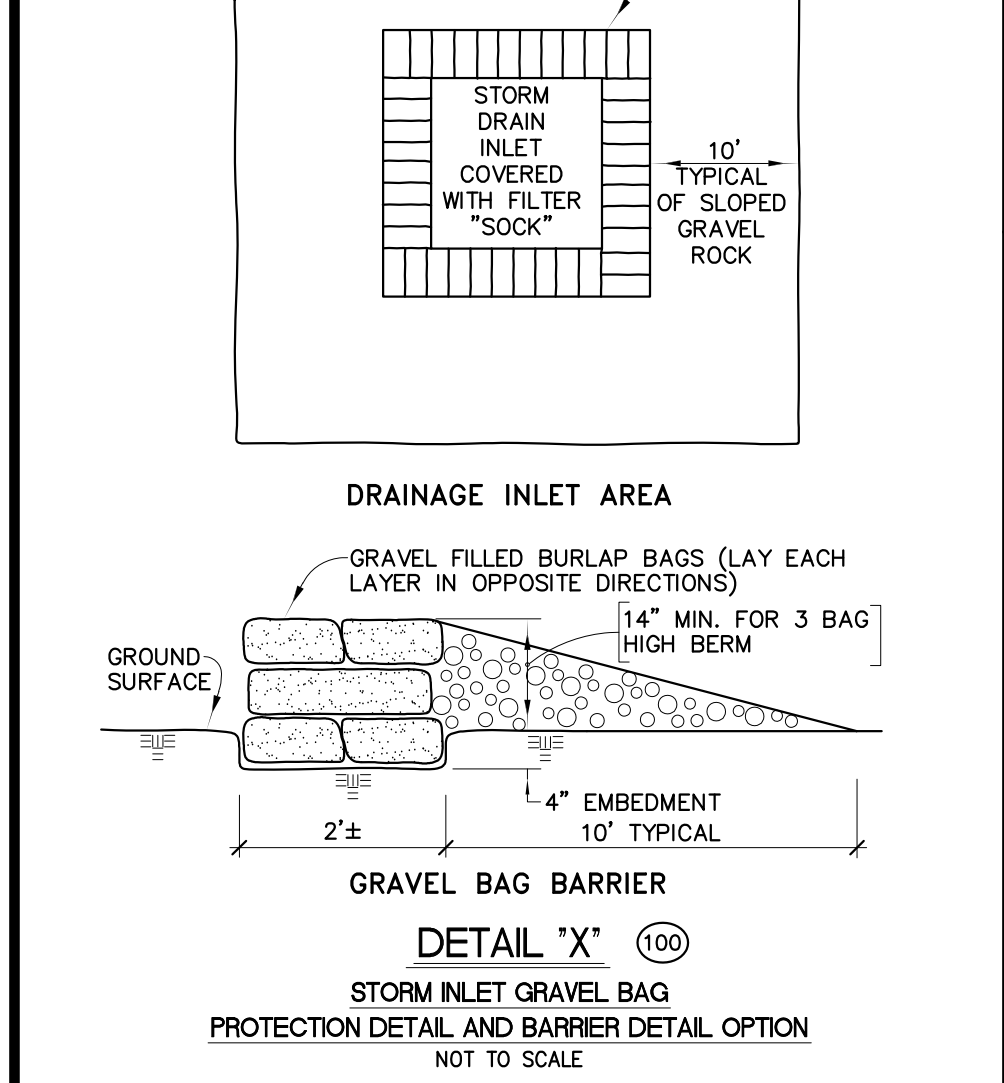 STORM
DRAIN
INLET
COVERED
WITH FILTER
"SOCK"
10'
TYPICAL
OF SLOPED
GRAVEL
ROCK
DRAINAGE INLET AREA
GRAVEL FILLED BURLAP BAGS (LAY EACH
LAYER IN OPPOSITE DIRECTIONS)
14" MIN. FOR 3 BAG
HIGH BERM
GROUND
SURFACE
4" EMBEDMENT
2'±
10' TYPICAL
GRAVEL BAG BARRIER
DETAIL "X" 100
STORM INLET GRAVEL BAG
PROTECTION DETAIL AND BARRIER DETAIL OPTION
NOT TO SCALE